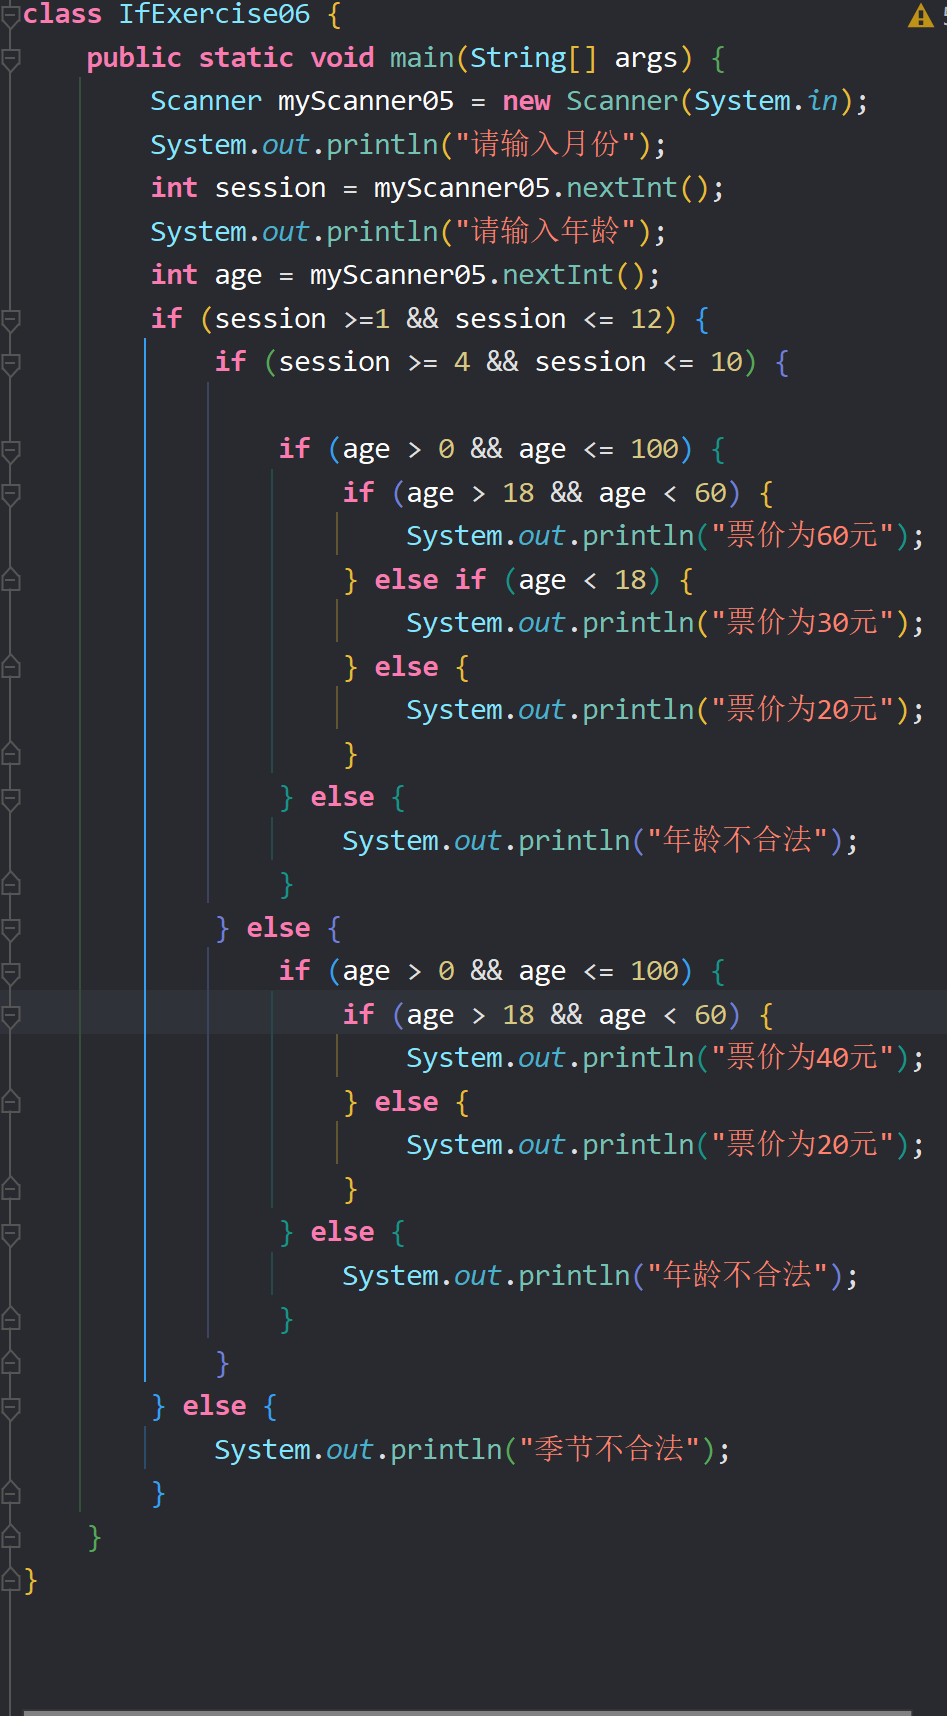 class IfExercise06 {
    public static void main(String[] args) {
        Scanner myScanner05 = new Scanner(System.in);
        System.out.println("请输入月份");
        int session = myScanner05.nextInt();
        System.out.println("请输入年龄");
        int age = myScanner05.nextInt();
        if (session >=1 && session <= 12) {
            if (session >= 4 && session <= 10) {

                if (age > 0 && age <= 100) {
                    if (age > 18 && age < 60) {
                        System.out.println("票价为60元");
                    } else if (age < 18) {
                        System.out.println("票价为30元");
                    } else {
                        System.out.println("票价为20元");
                    }
                } else {
                    System.out.println("年龄不合法");
                }
            } else {
                if (age > 0 && age <= 100) {
                    if (age > 18 && age < 60) {
                        System.out.println("票价为40元");
                    } else {
                        System.out.println("票价为20元");
                    }
                } else {
                    System.out.println("年龄不合法");
                }
            }
        } else {
            System.out.println("季节不合法");
        }
    }
}